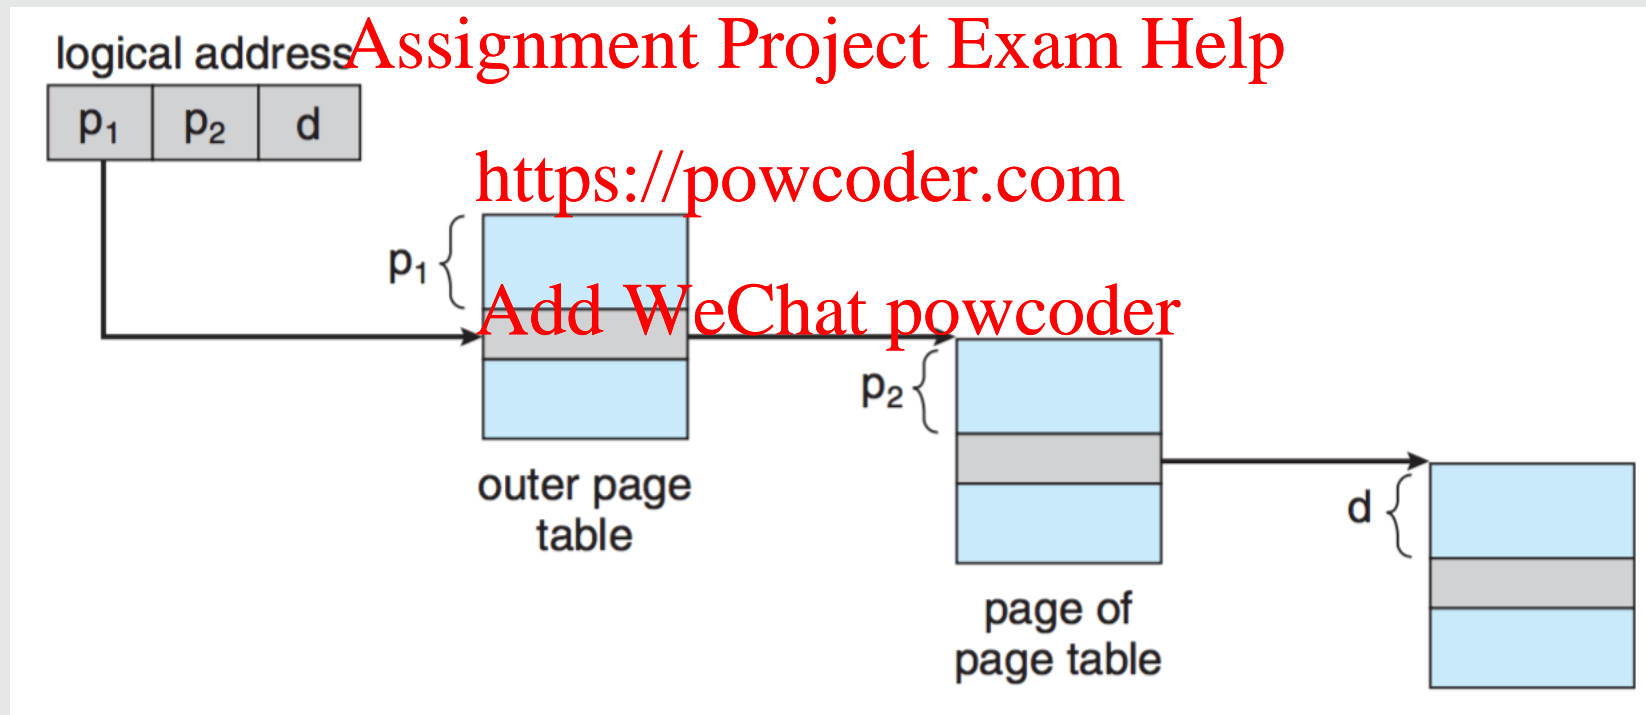 Assignment Project Exam Help
logical address
p₁ p₂ d
https://powcoder.com
p₁
Add WeChat powcoder
p₂
outer page
table
d
page of
page table